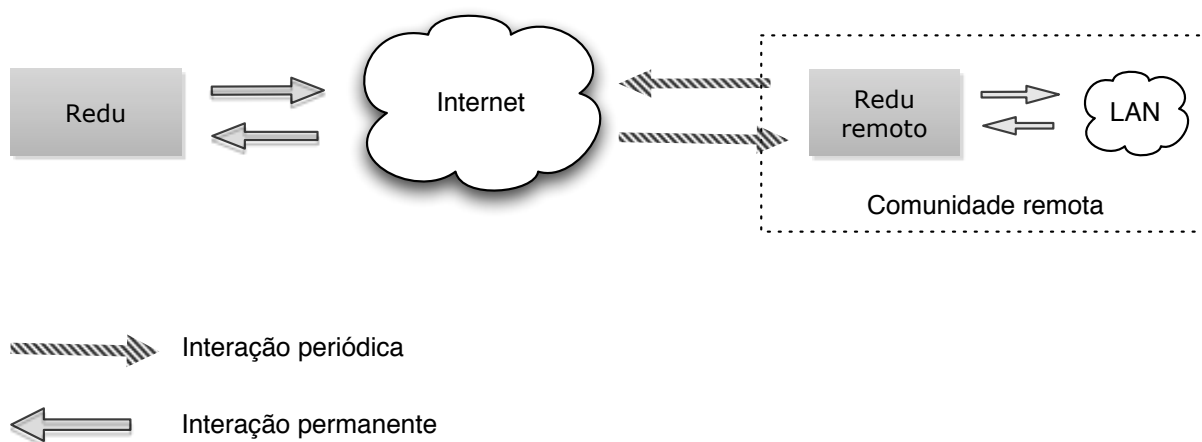 Redu
Internet
Redu
remoto
LAN
Comunidade remota
Interação periódica
Interação permanente